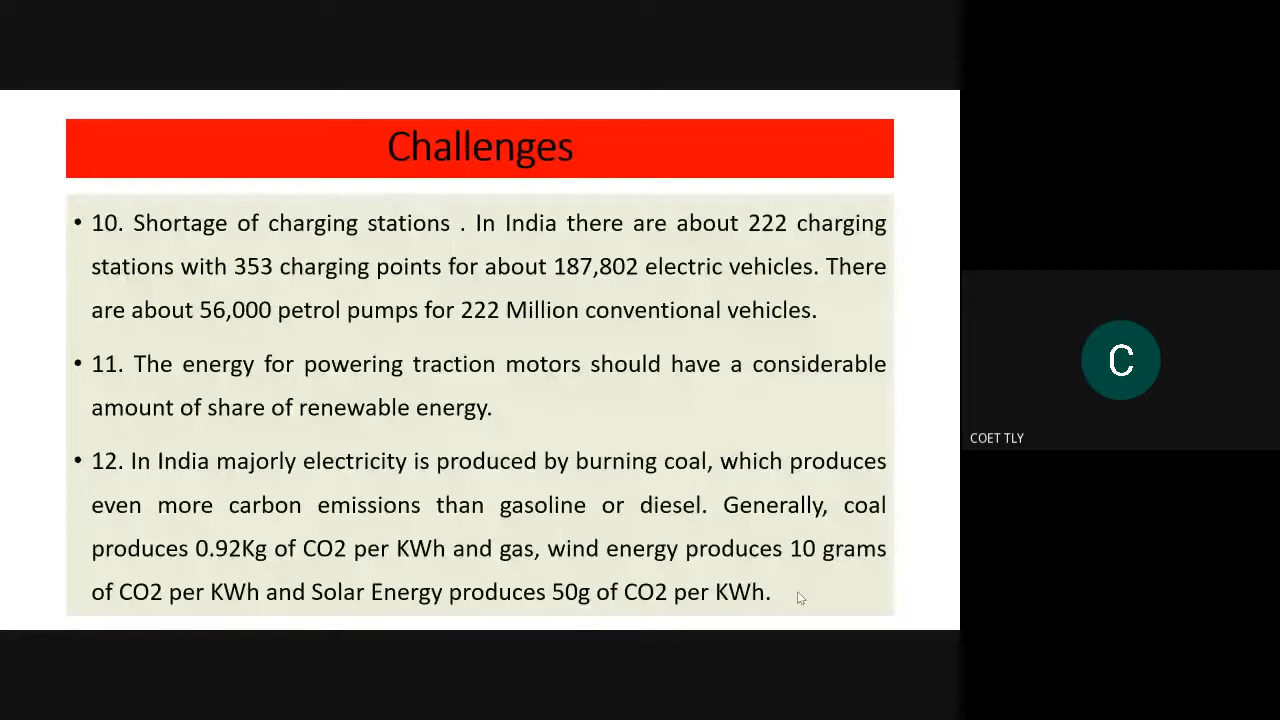 Challenges
• 10. Shortage of charging stations . In India there are about 222 charging
stations with 353 charging points for about 187,802 electric vehicles. There
are about 56,000 petrol pumps for 222 Million conventional vehicles.
• 11. The energy for powering traction motors should have a considerable
amount of share of renewable energy.
• 12. In India majorly electricity is produced by burning coal, which produces
even more carbon emissions than gasoline or diesel. Generally, coal
produces 0.92Kg of CO2 per KWh and gas, wind energy produces 10 grams
of CO2 per KWh and Solar Energy produces 50g of CO2 per KWh.
C
COET TLY